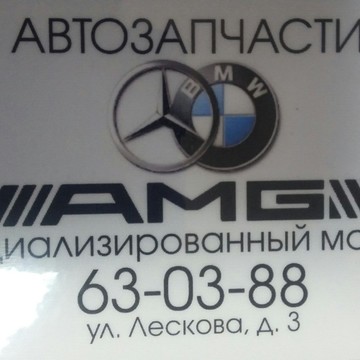 АВТОЗАПЧАСТИ
BMW
AMG
63-03-88
ул. Лескова, д. 3